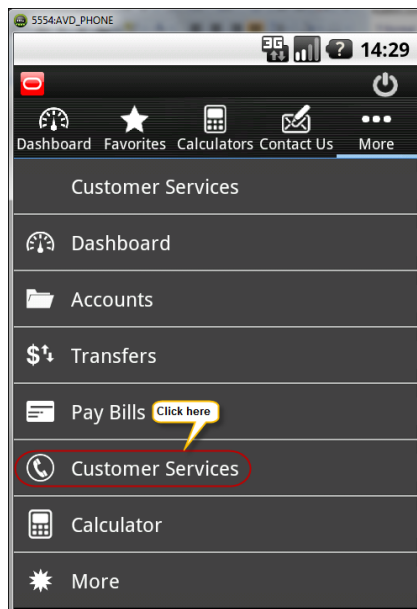 5554:AVD_PHONE
3G 14:29
Dashboard Favorites Calculators Contact Us More
Customer Services
Dashboard
Accounts
Transfers
Pay Bills Click here
Customer Services
Calculator
More